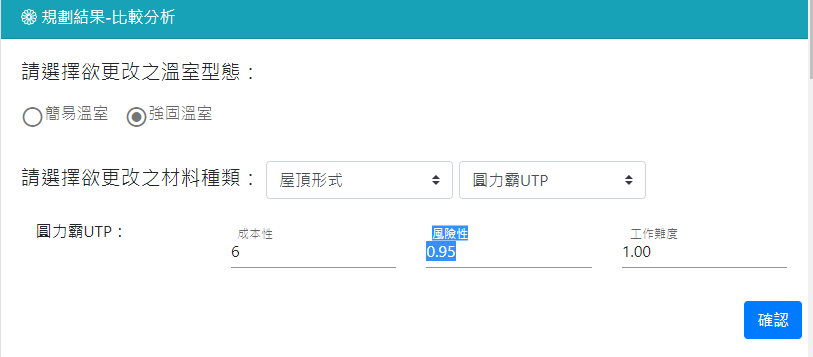 規劃結果-比較分析
請選擇欲更改之溫室型態：
簡易溫室 強固溫室
請選擇欲更改之材料種類： 屋頂形式 圓力霸UTP
圓力霸UTP： 成本性 風險性 工作難度
6 0.95 1.00
確認